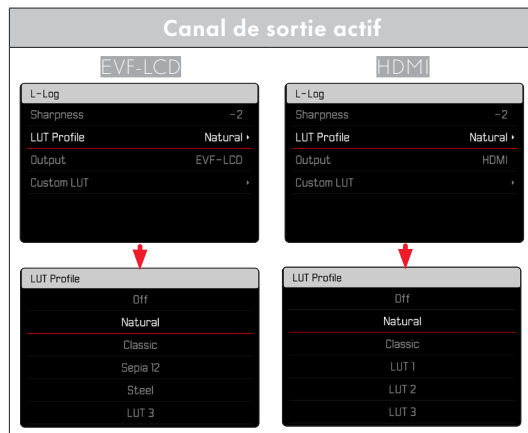 Canal de sortie actif
EVF-LCD
L-Log
Sharpness -2
LUT Profile Natural
Output EVF-LCD
Custom LUT
LUT Profile
Off
Natural
Classic
Sepia 12
Steel
LUT 3
HDMI
L-Log
Sharpness -2
LUT Profile Natural
Output HDMI
Custom LUT
LUT Profile
Off
Natural
Classic
LUT 1
LUT 2
LUT 3